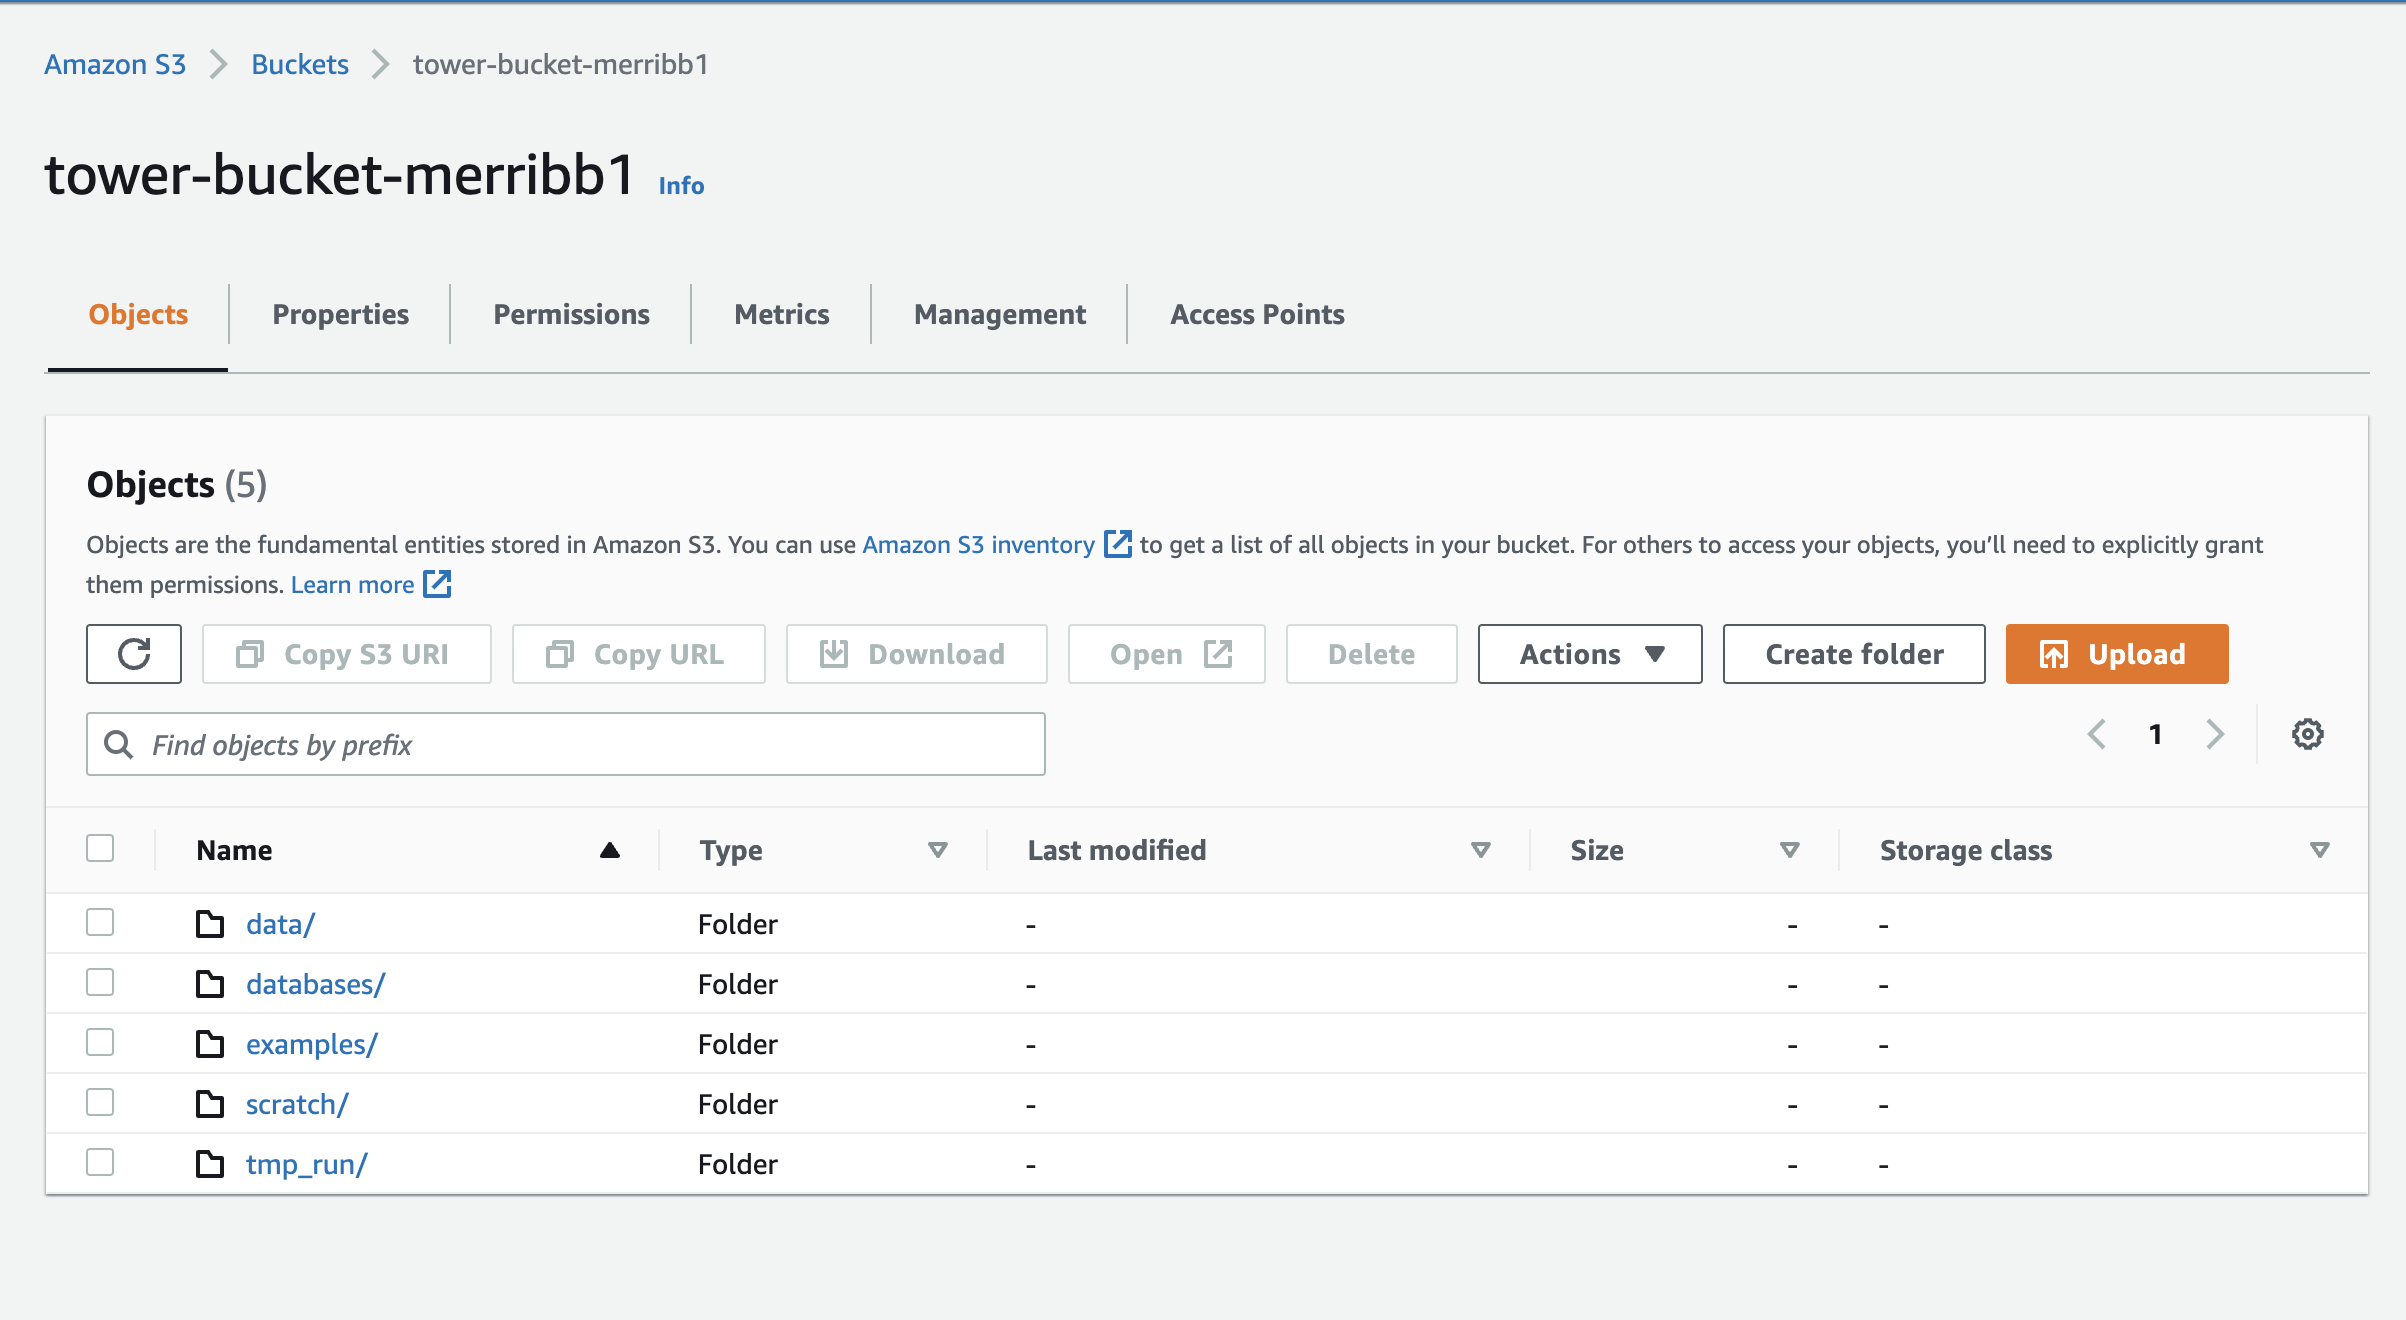 Amazon S3 Buckets tower-bucket-merribb1
tower-bucket-merribb1 Info
Objects Properties Permissions Metrics Management Access Points
Objects (5)
Objects are the fundamental entities stored in Amazon S3. You can use Amazon S3 inventory to get a list of all objects in your bucket. For others to access your objects, you'll need to explicitly grant
them permissions. Learn more
Copy S3 URI Copy URL Download Open Delete Actions Create folder Upload
Find objects by prefix 1
Name Type Last modified Size Storage class
data/ Folder - - -
databases/ Folder - - -
examples/ Folder - - -
scratch/ Folder - - -
tmp_run/ Folder - - -